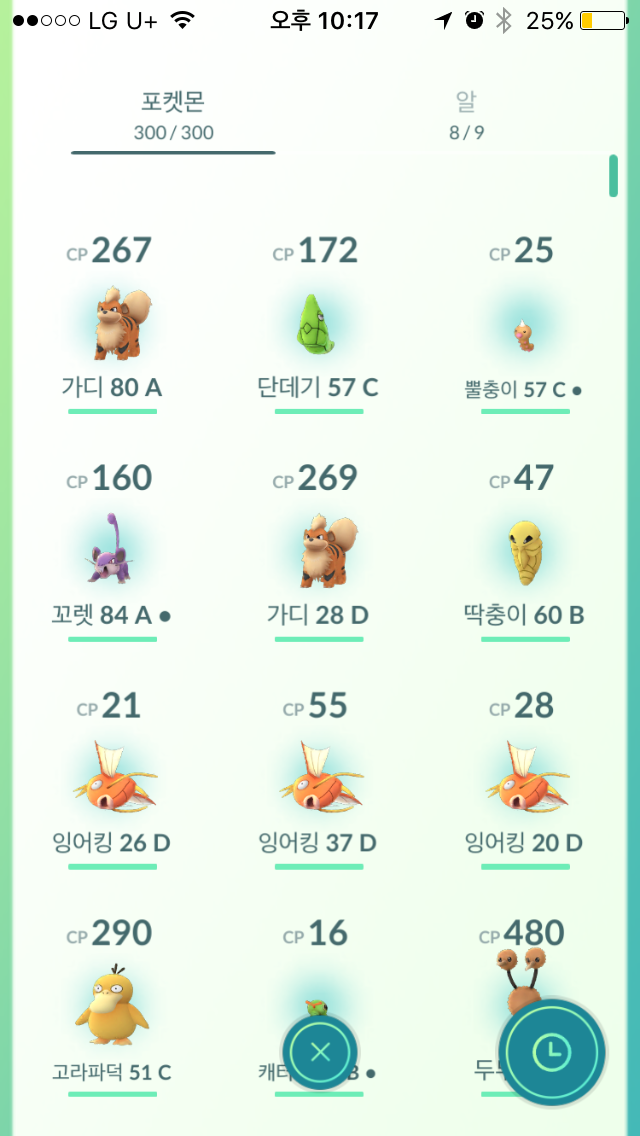 LG U+ 오후 10:17 25%
포켓몬 알
300 / 300 8 / 9
CP 267 CP 172 CP 25
가디 80 A 단데기 57 C 뿔충이 57 C ●
CP 160 CP 269 CP 47
꼬렛 84 A ● 가디 28 D 딱충이 60 B
CP 21 CP 55 CP 28
잉어킹 26 D 잉어킹 37 D 잉어킹 20 D
CP 290 CP 16 CP 480
고라파덕 51 C B ●